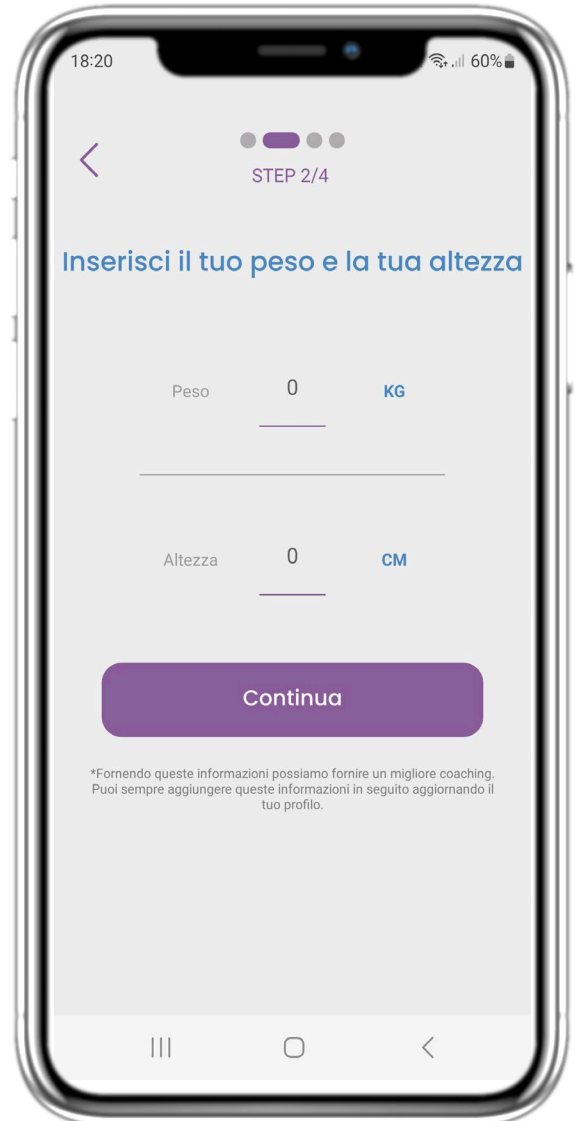 18:20
60%
STEP 2/4
Inserisci il tuo peso e la tua altezza
Peso 0 KG
Altezza 0 CM
Continua
*Fornendo queste informazioni possiamo fornire un migliore coaching.
Puoi sempre aggiungere queste informazioni in seguito aggiornando il
tuo profilo.